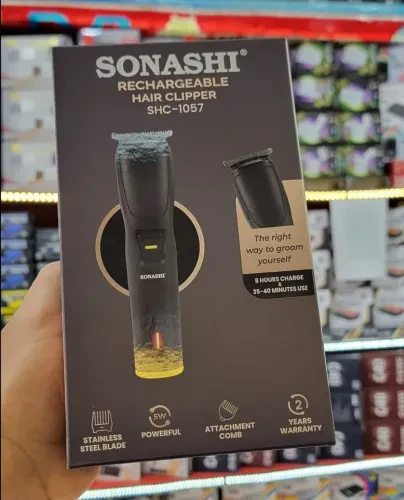 SONASHI®
RECHARGEABLE
HAIR CLIPPER
SHC-1057
The right
way to groom
yourself
8 HOURS CHARGE
&
35-40 MINUTES USE
SONASHI
STAINLESS
STEEL BLADE
5W
POWERFUL
ATTACHMENT
COMB
2
YEARS
WARRANTY